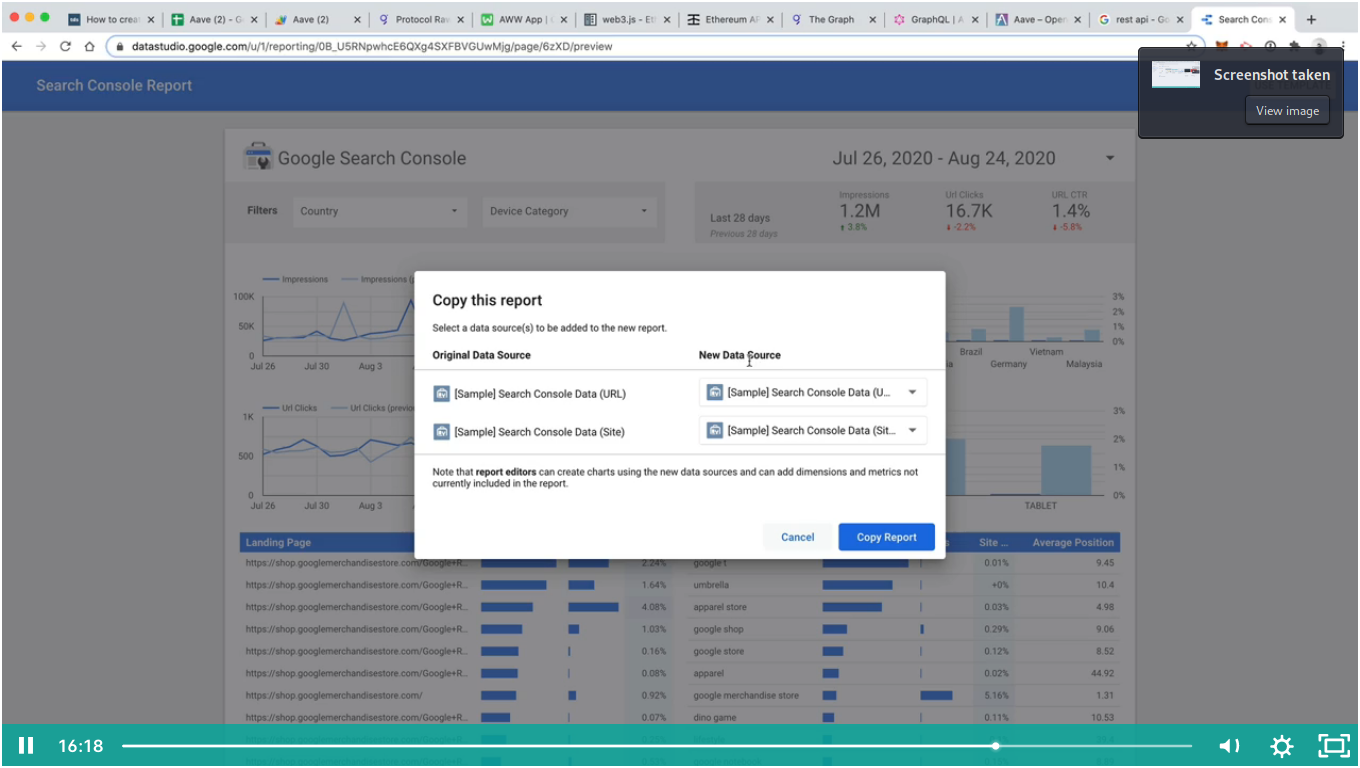 How to crea
Aave (2) - G
Aave (2)
Protocol Rav
AWW App |
web3.js - Et
Ethereum AP
The Graph
GraphQL | A
Aave – Open
rest api - Go
Search Cons
datastudio.google.com/u/1/reporting/0B_U5RNpwhcE6QXg4SXFBVGUwMjg/page/6zXD/preview
Search Console Report
Screenshot taken
View image
Google Search Console
Jul 26, 2020 - Aug 24, 2020
Filters
Country
Device Category
Last 28 days
Previous 28 days
Impressions
1.2M
3.8%
Url Clicks
16.7K
-2.2%
URL CTR
1.4%
-5.8%
Impressions
Impressions (p
100K
50K
0
Jul 26
Jul 30
Aug 3
3%
2%
1%
0%
Brazil
Vietnam
Germany
Malaysia
Copy this report
Select a data source(s) to be added to the new report.
Original Data Source
New Data Source
[Sample] Search Console Data (URL)
[Sample] Search Console Data (U...
[Sample] Search Console Data (Site)
[Sample] Search Console Data (Sit...
Note that report editors can create charts using the new data sources and can add dimensions and metrics not
currently included in the report.
Cancel
Copy Report
Url Clicks
Url Clicks (previo
1K
500
0
Jul 26
Jul 30
Aug 3
3%
2%
1%
0%
TABLET
Landing Page
Site ...
Average Position
https://shop.googlemerchandisestore.com/Google+R...
2.24%
google t
0.01%
9.45
https://shop.googlemerchandisestore.com/Google+R...
1.64%
umbrella
+0%
10.4
https://shop.googlemerchandisestore.com/Google+R...
4.08%
apparel store
0.03%
4.98
https://shop.googlemerchandisestore.com/Google+R...
1.03%
google shop
0.29%
9.06
https://shop.googlemerchandisestore.com/Google+R...
0.16%
google store
0.12%
8.52
https://shop.googlemerchandisestore.com/Google+R...
0.08%
apparel
0.02%
44.92
https://shop.googlemerchandisestore.com/
0.92%
google merchandise store
5.16%
1.31
https://shop.googlemerchandisestore.com/Google+R...
0.07%
dino game
0.11%
10.53
16:18